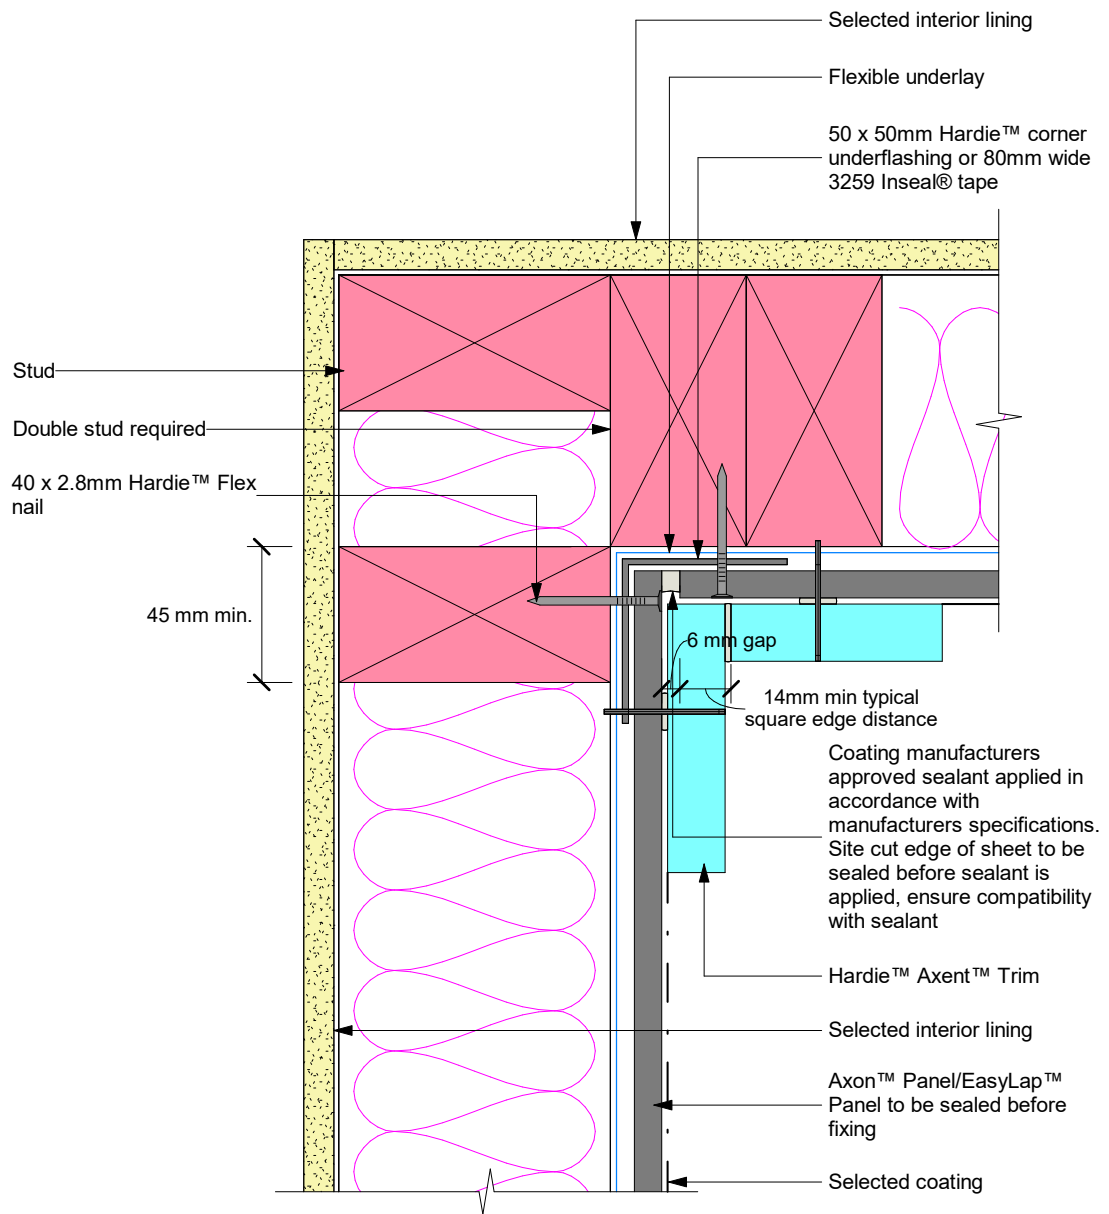 Selected interior lining
Flexible underlay
50 x 50mm Hardie™ corner
underflashing or 80mm wide
3259 Inseal® tape
Stud
Double stud required
40 x 2.8mm Hardie™ Flex
nail
45 mm min.
6 mm gap
14mm min typical
square edge distance
Coating manufacturers
approved sealant applied in
accordance with
manufacturers specifications.
Site cut edge of sheet to be
sealed before sealant is
applied, ensure compatibility
with sealant
Hardie™ Axent™ Trim
Selected interior lining
Axon™ Panel/EasyLap™
Panel to be sealed before
fixing
Selected coating